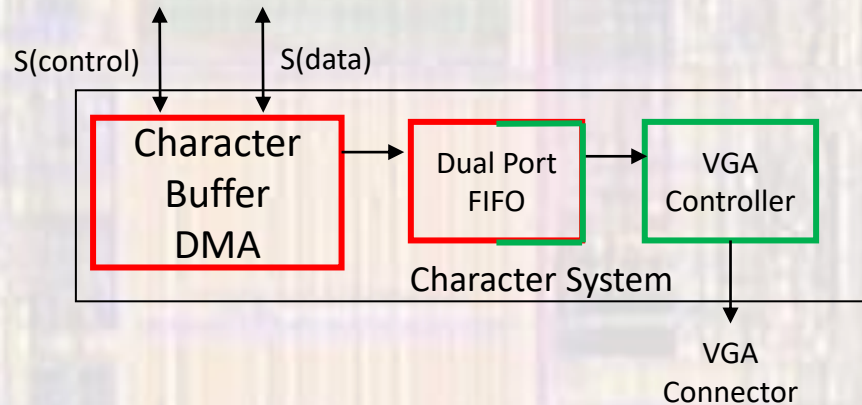 S(control)
S(data)
Character
Buffer
DMA
Dual Port
FIFO
VGA
Controller
Character System
VGA
Connector